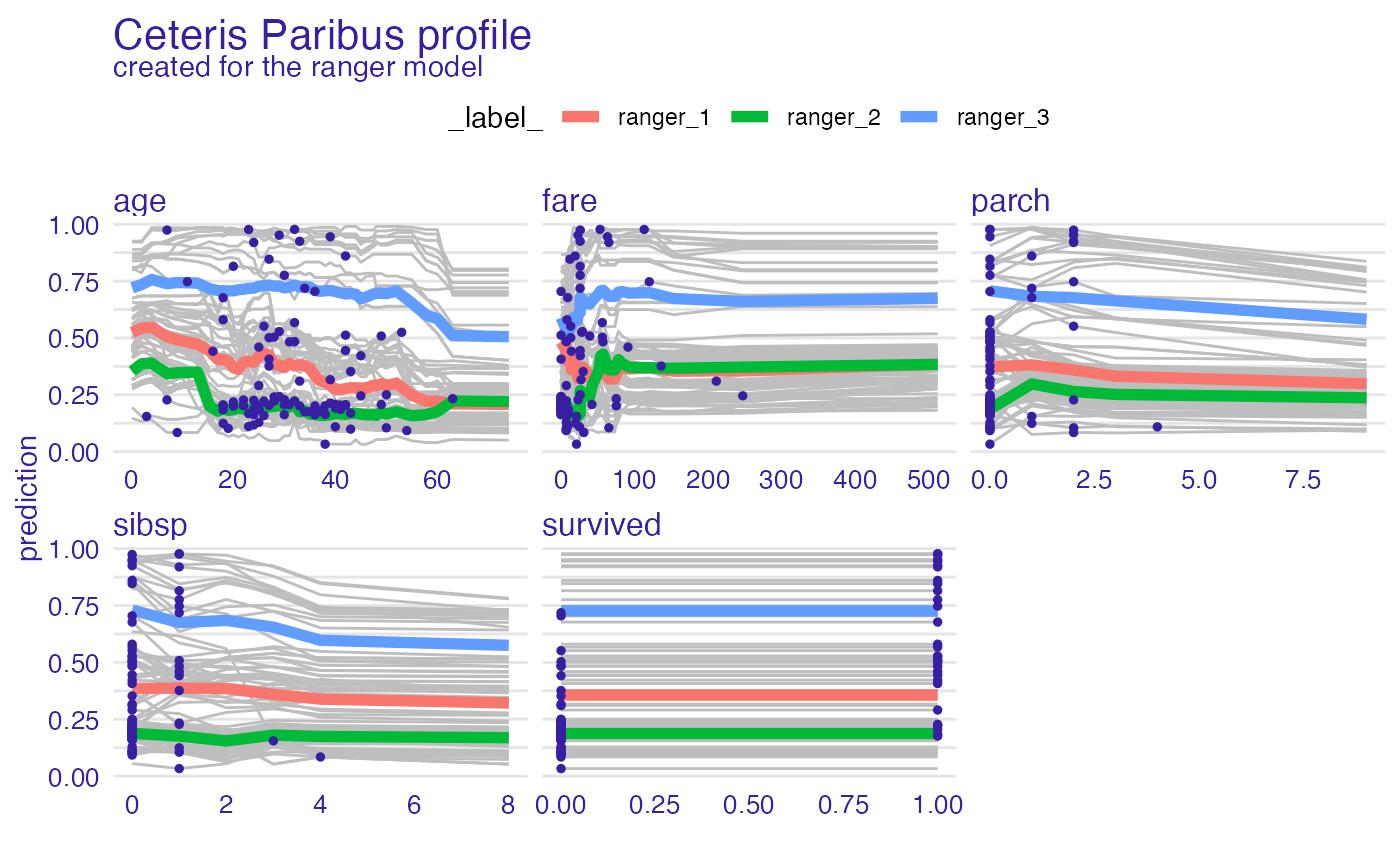 Ceteris Paribus profile
created for the ranger model
_label_ ranger_1 ranger_2 ranger_3
age fare parch
1.00
0.75
0.50
0.25
0.00
0 20 40 60 0 100 200 300 400 500 0.0 2.5 5.0 7.5
prediction
sibsp survived
1.00
0.75
0.50
0.25
0.00
0 2 4 6 8 0.00 0.25 0.50 0.75 1.00